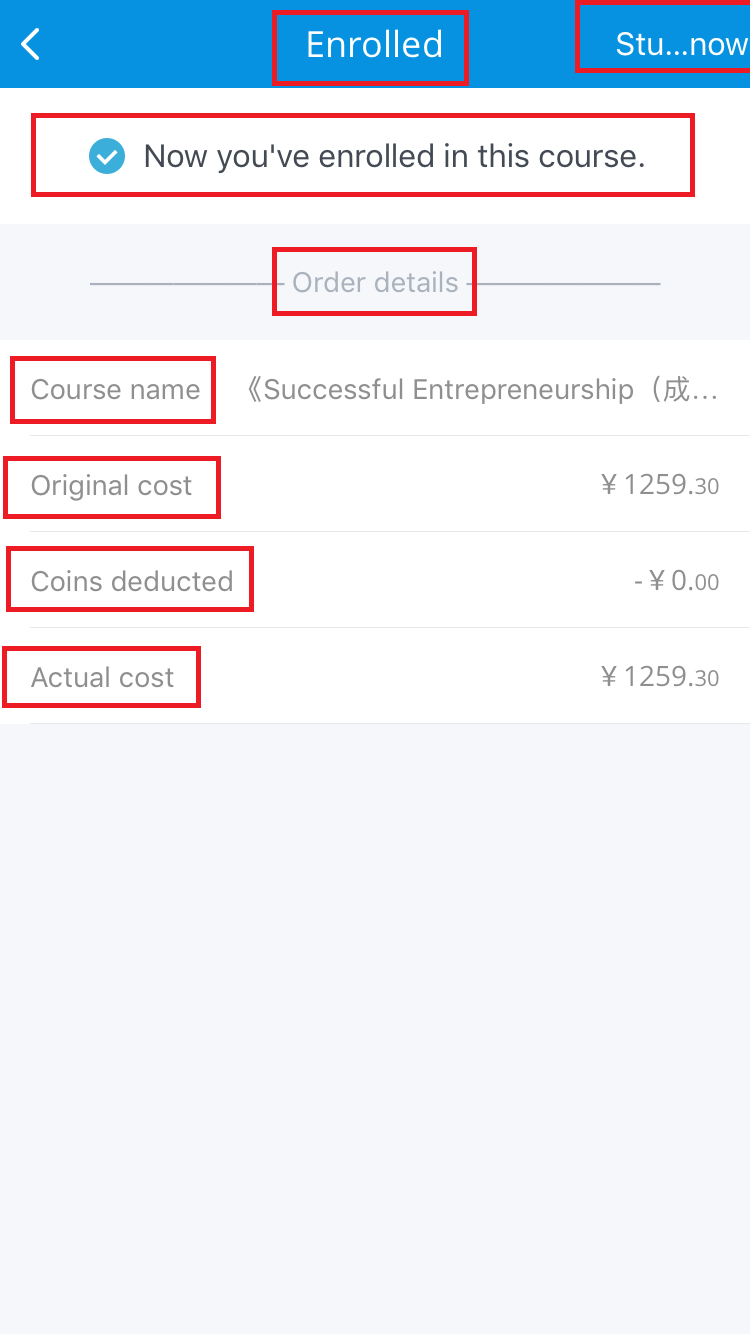 Enrolled
Stu...now
Now you've enrolled in this course.
Order details
Course name 《Successful Entrepreneurship（成...
Original cost ¥ 1259.30
Coins deducted - ¥ 0.00
Actual cost ¥ 1259.30